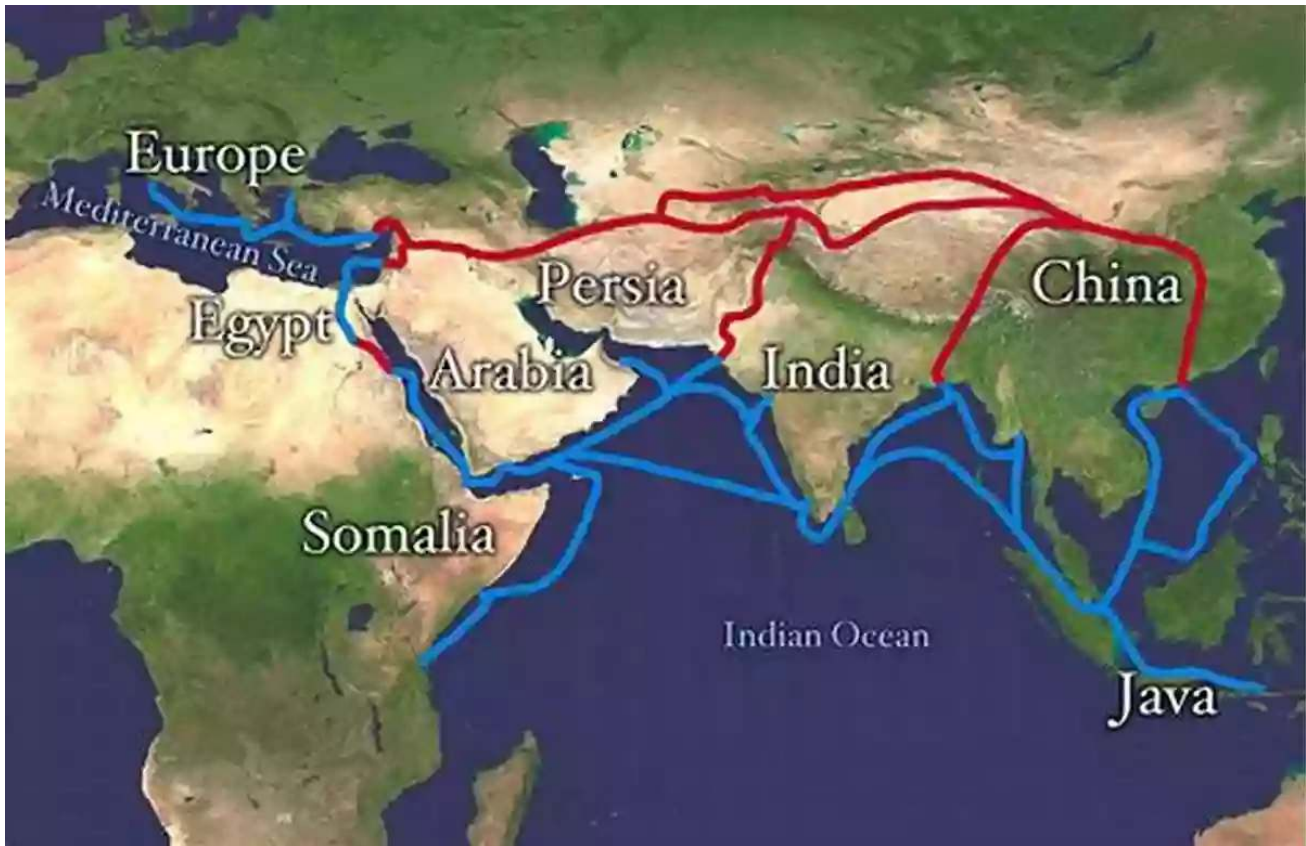 Europe
Mediterranean Sea
Persia
China
Egypt
Arabia
India
Somalia
Indian Ocean
Java